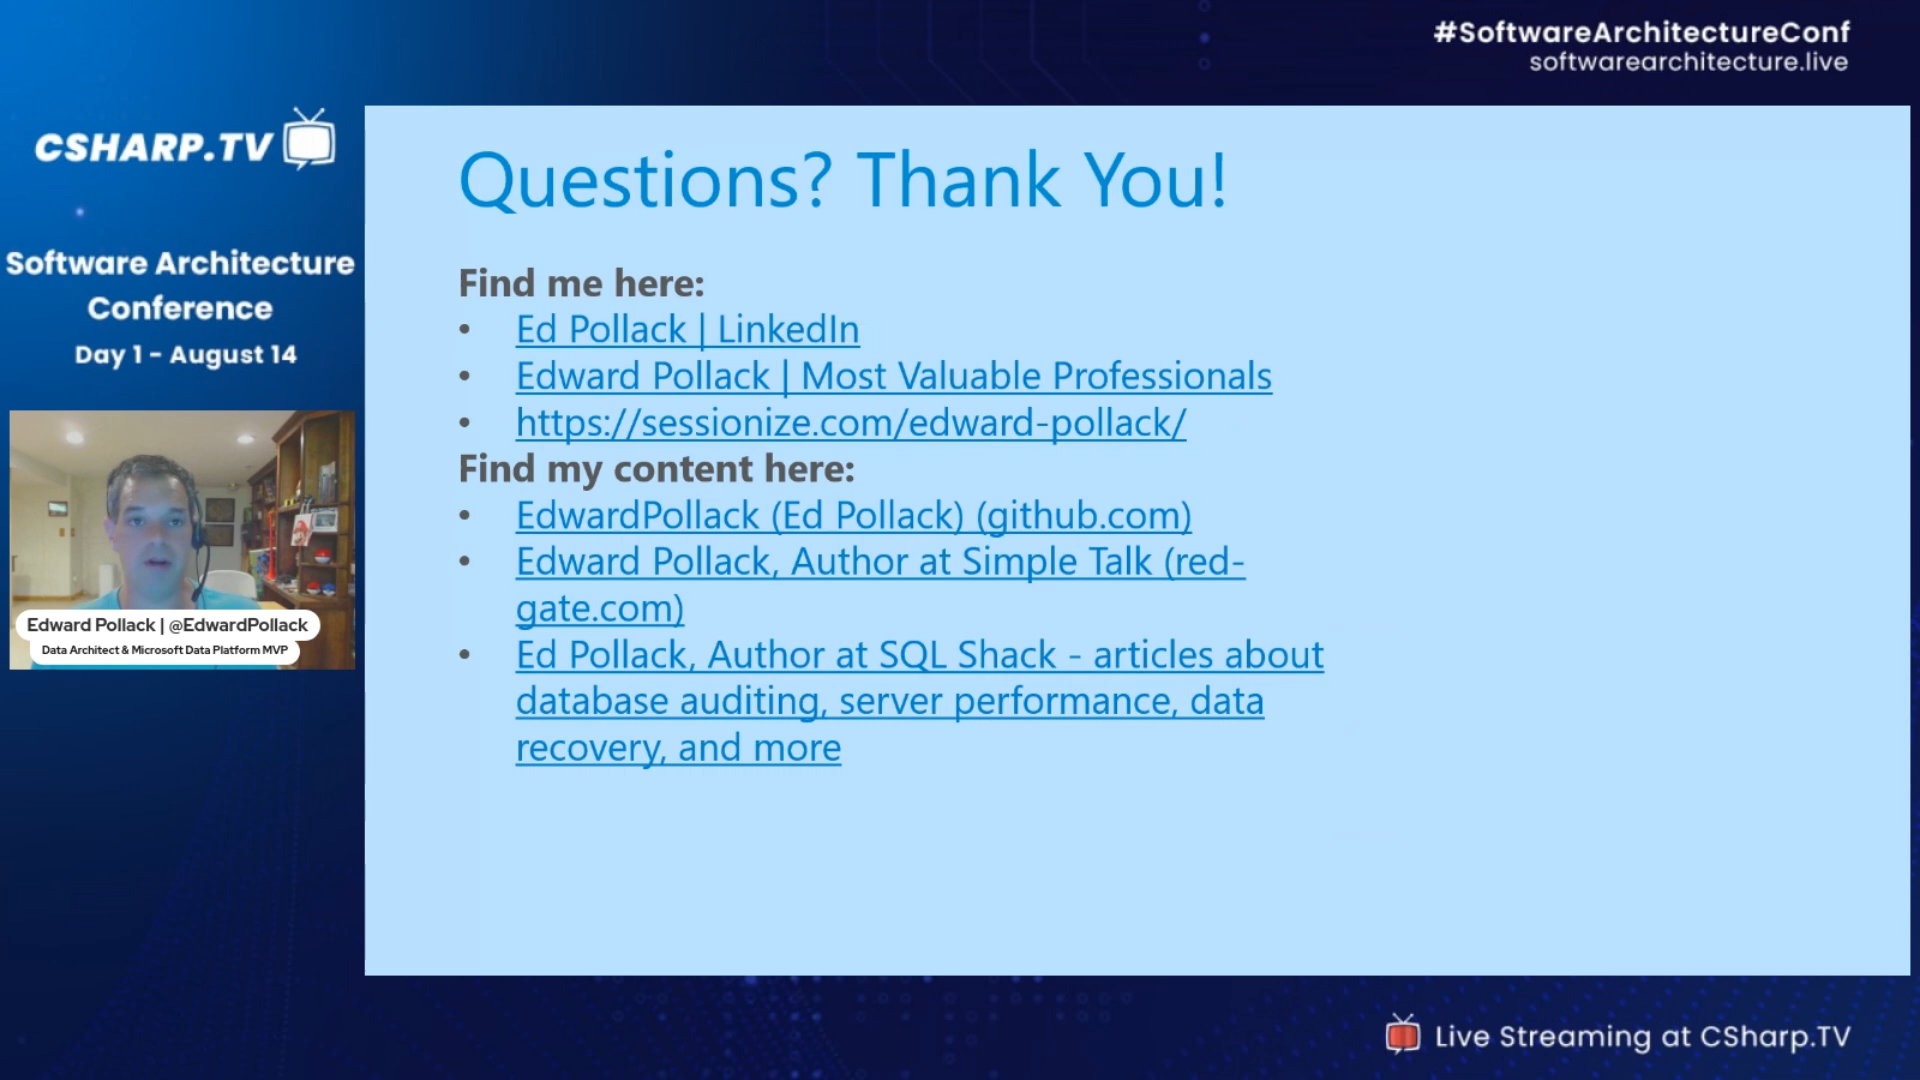 #SoftwareArchitectureConf
softwarearchitecture.live
CSHARP.TV
Software Architecture
Conference
Day 1 - August 14
Edward Pollack | @EdwardPollack
Data Architect & Microsoft Data Platform MVP
Questions? Thank You!
Find me here:
• Ed Pollack | LinkedIn
• Edward Pollack | Most Valuable Professionals
• https://sessionize.com/edward-pollack/
Find my content here:
• EdwardPollack (Ed Pollack) (github.com)
• Edward Pollack, Author at Simple Talk (red-
gate.com)
• Ed Pollack, Author at SQL Shack - articles about
database auditing, server performance, data
recovery, and more
Live Streaming at CSharp.TV